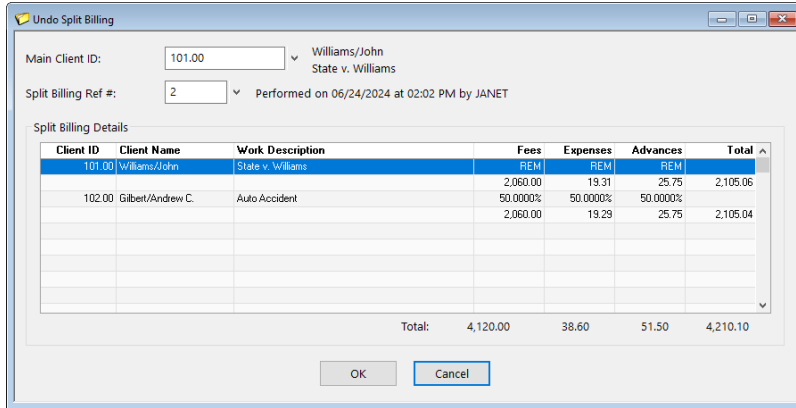 Undo Split Billing
Main Client ID: 101.00 Williams/John
State v. Williams
Split Billing Ref #: 2 Performed on 06/24/2024 at 02:02 PM by JANET
Split Billing Details
Client ID Client Name Work Description Fees Expenses Advances Total
101.00 Williams/John State v. Williams REM REM REM
2,060.00 19.31 25.75 2,105.06
102.00 Gilbert/Andrew C. Auto Accident 50.0000% 50.0000% 50.0000%
2,060.00 19.29 25.75 2,105.04
Total: 4,120.00 38.60 51.50 4,210.10
OK Cancel